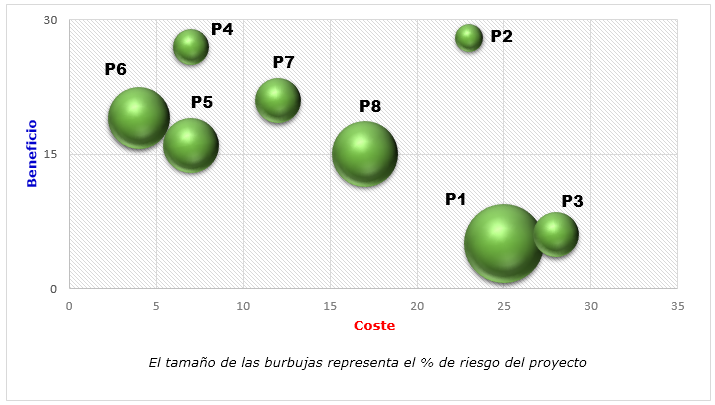 30
P4
P2
P7
P6
P5
P8
Beneficio
15
P1
P3
0
0 5 10 15 20 25 30 35
Coste
El tamaño de las burbujas representa el % de riesgo del proyecto